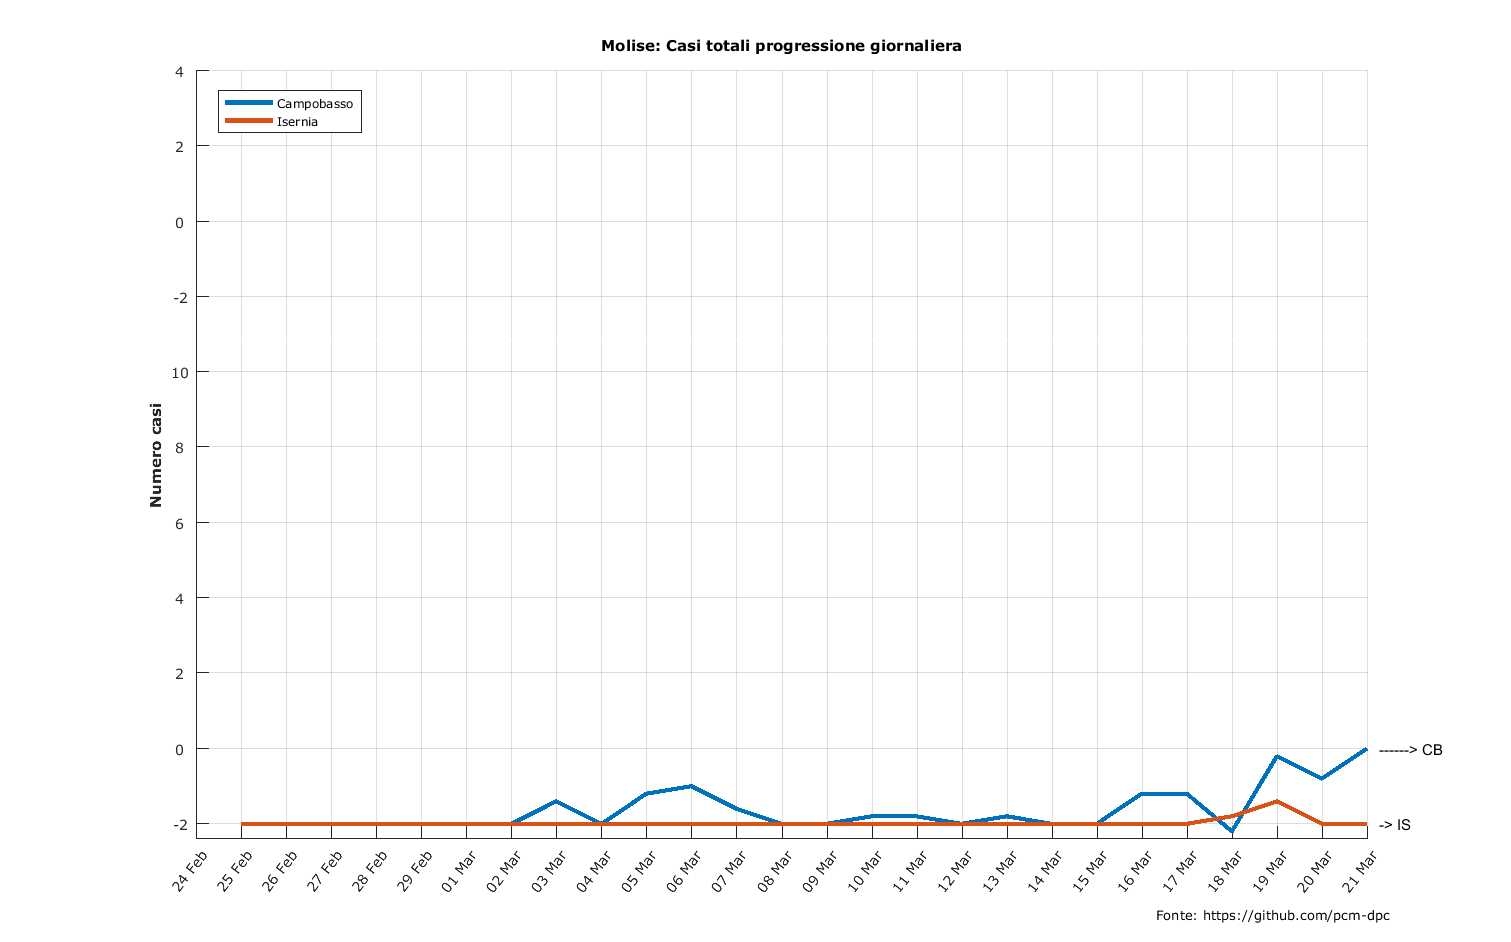 Molise: Casi totali progressione giornaliera
4
Campobasso
Isernia
2
0
-2
10
Numero casi
8
6
4
2
0
------> CB
-2
-> IS
24 Feb
25 Feb
26 Feb
27 Feb
28 Feb
29 Feb
01 Mar
02 Mar
03 Mar
04 Mar
05 Mar
06 Mar
07 Mar
08 Mar
09 Mar
10 Mar
11 Mar
12 Mar
13 Mar
14 Mar
15 Mar
16 Mar
17 Mar
18 Mar
19 Mar
20 Mar
21 Mar
Fonte: https://github.com/pcm-dpc